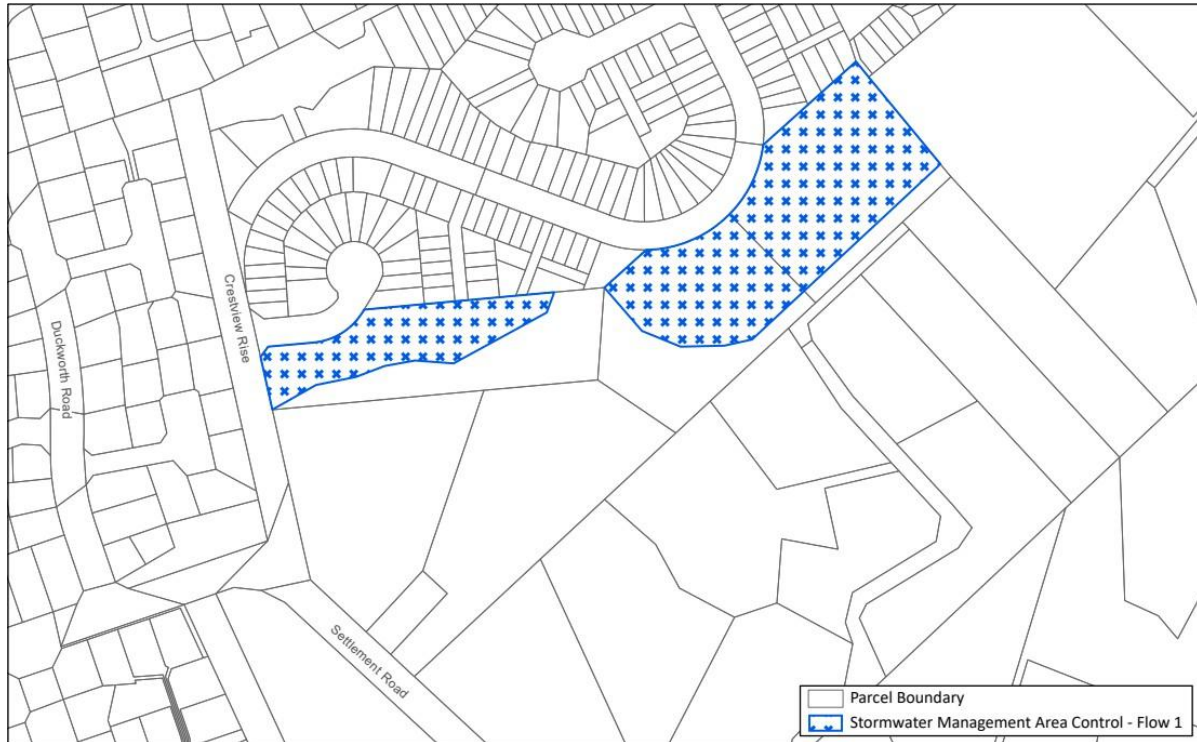 Crestview Rise
Duckworth Road
Settlement Road
Parcel Boundary
Stormwater Management Area Control - Flow 1